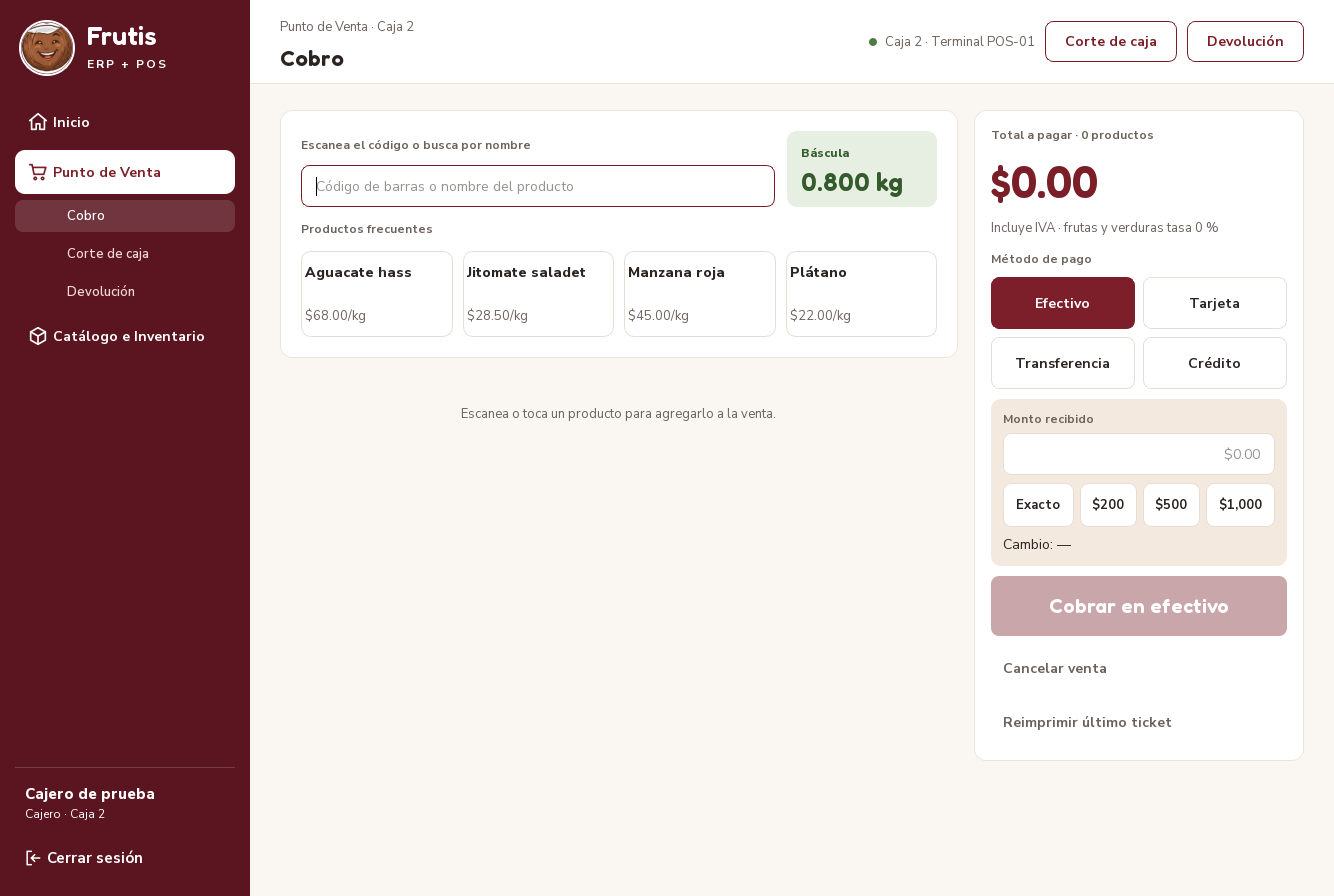 Frutis
ERP + POS
Inicio
Punto de Venta
Cobro
Corte de caja
Devolución
Catálogo e Inventario
Cajero de prueba
Cajero · Caja 2
Cerrar sesión
Punto de Venta · Caja 2
Cobro
Caja 2 · Terminal POS-01
Corte de caja
Devolución
Escanea el código o busca por nombre
Código de barras o nombre del producto
Báscula
0.800 kg
Productos frecuentes
Aguacate hass
$68.00/kg
Jitomate saladet
$28.50/kg
Manzana roja
$45.00/kg
Plátano
$22.00/kg
Escanea o toca un producto para agregarlo a la venta.
Total a pagar · 0 productos
$0.00
Incluye IVA · frutas y verduras tasa 0 %
Método de pago
Efectivo
Tarjeta
Transferencia
Crédito
Monto recibido
$0.00
Exacto
$200
$500
$1,000
Cambio: —
Cobrar en efectivo
Cancelar venta
Reimprimir último ticket